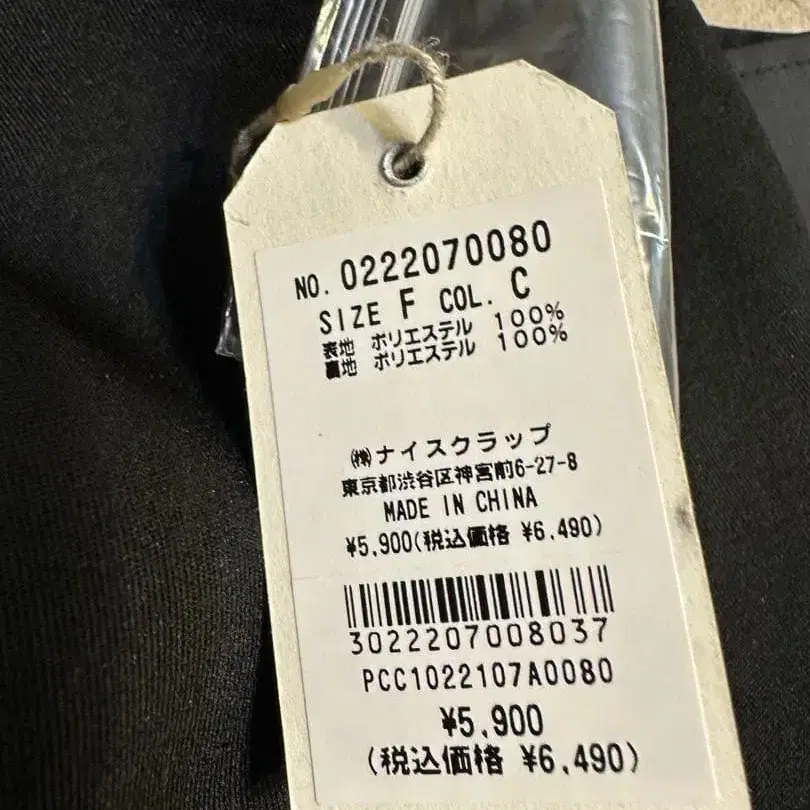 NO. 0222070080
SIZE F COL. C
表地 ポリエステル 100%
裏地 ポリエステル 100%
㈱ナイスクラップ
東京都渋谷区神宮前6-27-8
MADE IN CHINA
¥5,900(税込価格 ¥6,490)
3022207008037
PCC1022107A0080
¥5,900
(税込価格 ¥6,490)